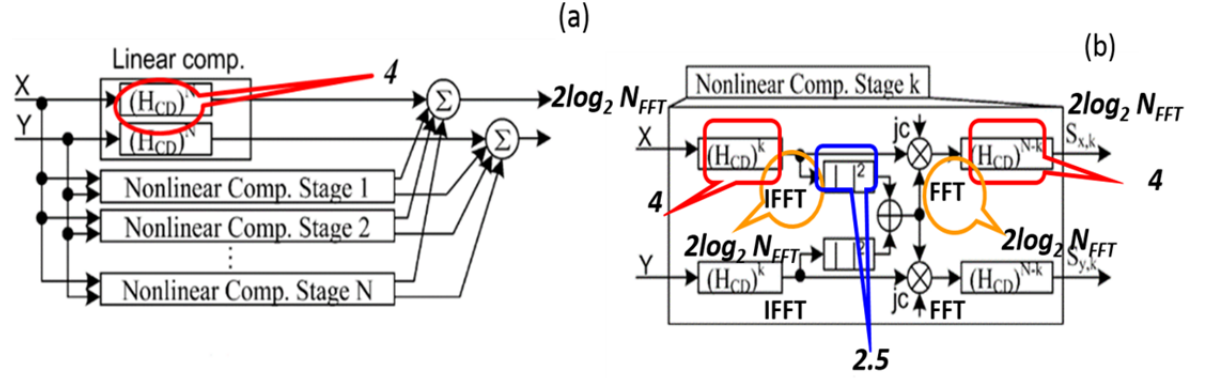 (a)
Linear comp.
X
(H_CD)^N
4
Σ
2log₂ N_FFT
Y
(H_CD)^N
Σ
Nonlinear Comp. Stage 1
Nonlinear Comp. Stage 2
⋮
Nonlinear Comp. Stage N
(b)
Nonlinear Comp. Stage k
2log₂ N_FFT
X
(H_CD)^k
jc
(H_CD)^N-k
S_x,k
| |²
4
IFFT
FFT
4
2log₂ N_FFT
2log₂ N_FFT
| |²
S_y,k
Y
(H_CD)^k
(H_CD)^N-k
IFFT
jc
FFT
2.5